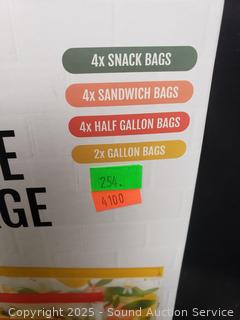 4x SNACK BAGS
4x SANDWICH BAGS
4x HALF GALLON BAGS
2x GALLON BAGS
254.
4100
Copyright © 2025 - Sound Auction Service